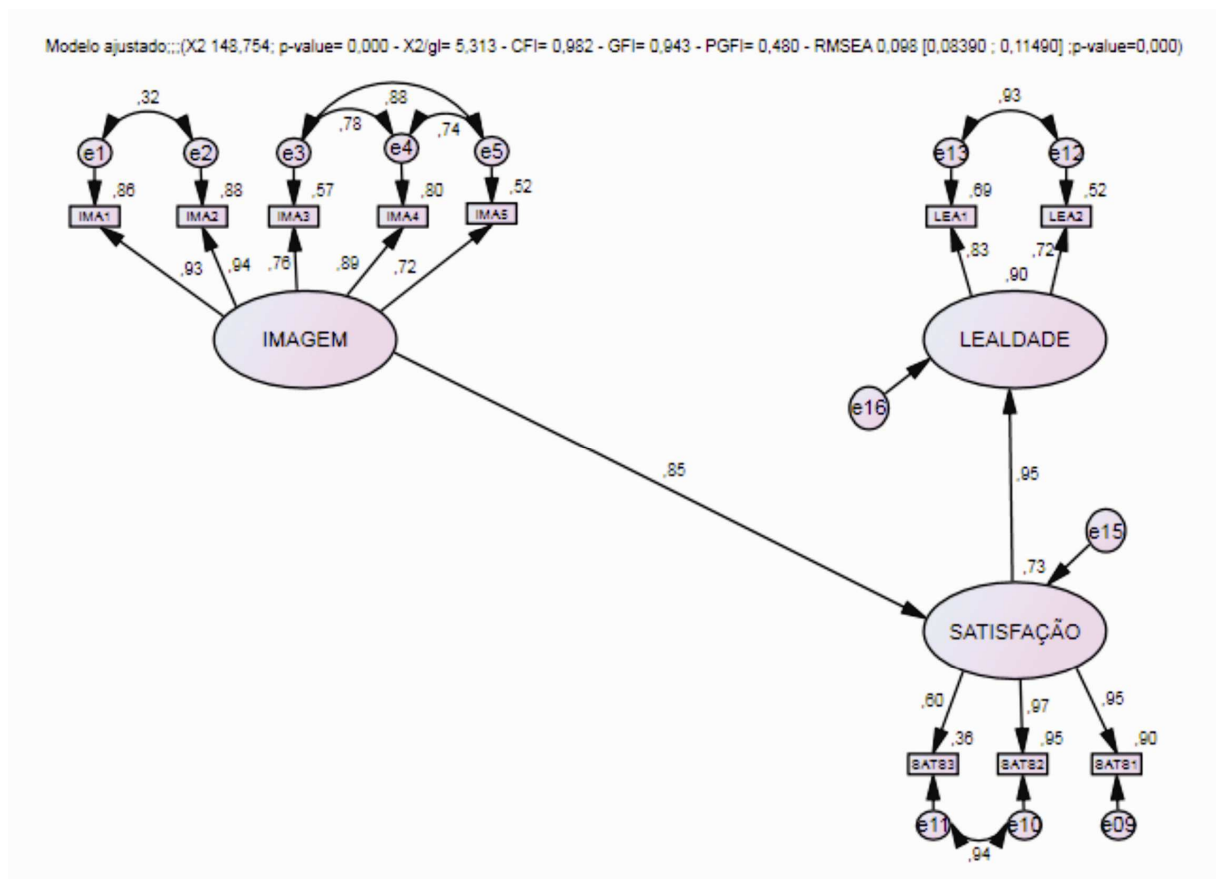 Modelo ajustado;;;(X2 148,754; p-value= 0,000 - X2/gl= 5,313 - CFI= 0,982 - GFI= 0,943 - PGFI= 0,480 - RMSEA 0,098 [0,08390 ; 0,11490] ;p-value=0,000)
,32 ,88 ,93
,78 ,74
e1 e2 e3 e4 e5 e13 e12
,86 ,88 ,57 ,80 ,52 ,69 ,52
IMA1 IMA2 IMA3 IMA4 IMA5 LEA1 LEA2
,93 ,94 ,76 ,89 ,72 ,83 ,72
,90
IMAGEM LEALDADE
e16
,85 ,95
e15
,73
SATISFAÇÃO
,60 ,97 ,95
,36 ,95 ,90
SATS3 SATS2 SATS1
e11 e10 e09
,94